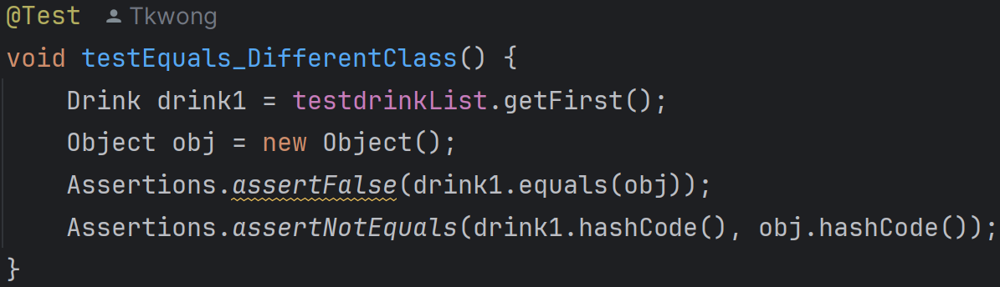 @Test Tkwong
void testEquals_DifferentClass() {
    Drink drink1 = testdrinkList.getFirst();
    Object obj = new Object();
    Assertions.assertFalse(drink1.equals(obj));
    Assertions.assertNotEquals(drink1.hashCode(), obj.hashCode());
}